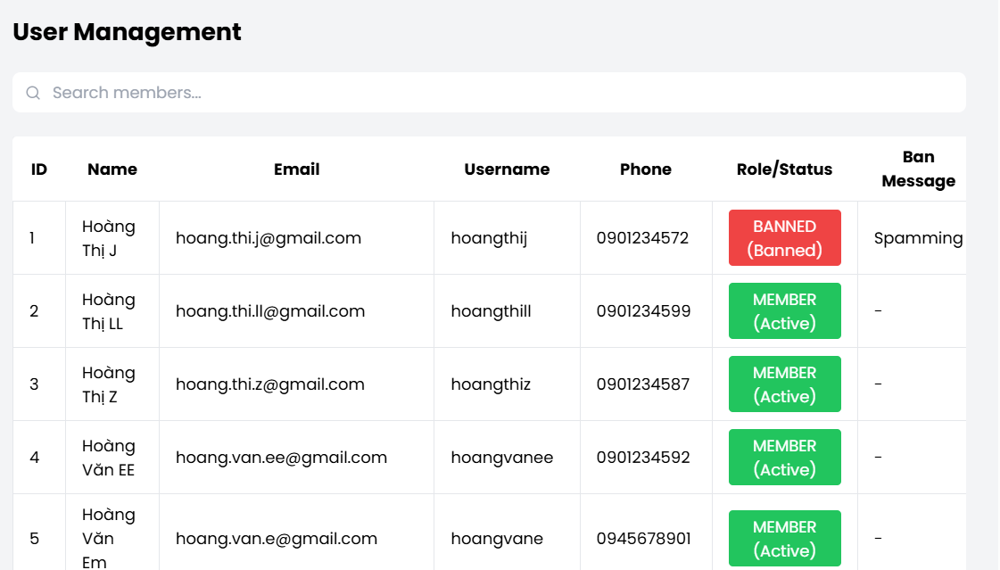 User Management
Search members...
ID Name Email Username Phone Role/Status Ban Message
1 Hoàng Thị J hoang.thi.j@gmail.com hoangthij 0901234572 BANNED (Banned) Spamming
2 Hoàng Thị LL hoang.thi.ll@gmail.com hoangthill 0901234599 MEMBER (Active) -
3 Hoàng Thị Z hoang.thi.z@gmail.com hoangthiz 0901234587 MEMBER (Active) -
4 Hoàng Văn EE hoang.van.ee@gmail.com hoangvanee 0901234592 MEMBER (Active) -
5 Hoàng Văn Em hoang.van.e@gmail.com hoangvane 0945678901 MEMBER (Active) -